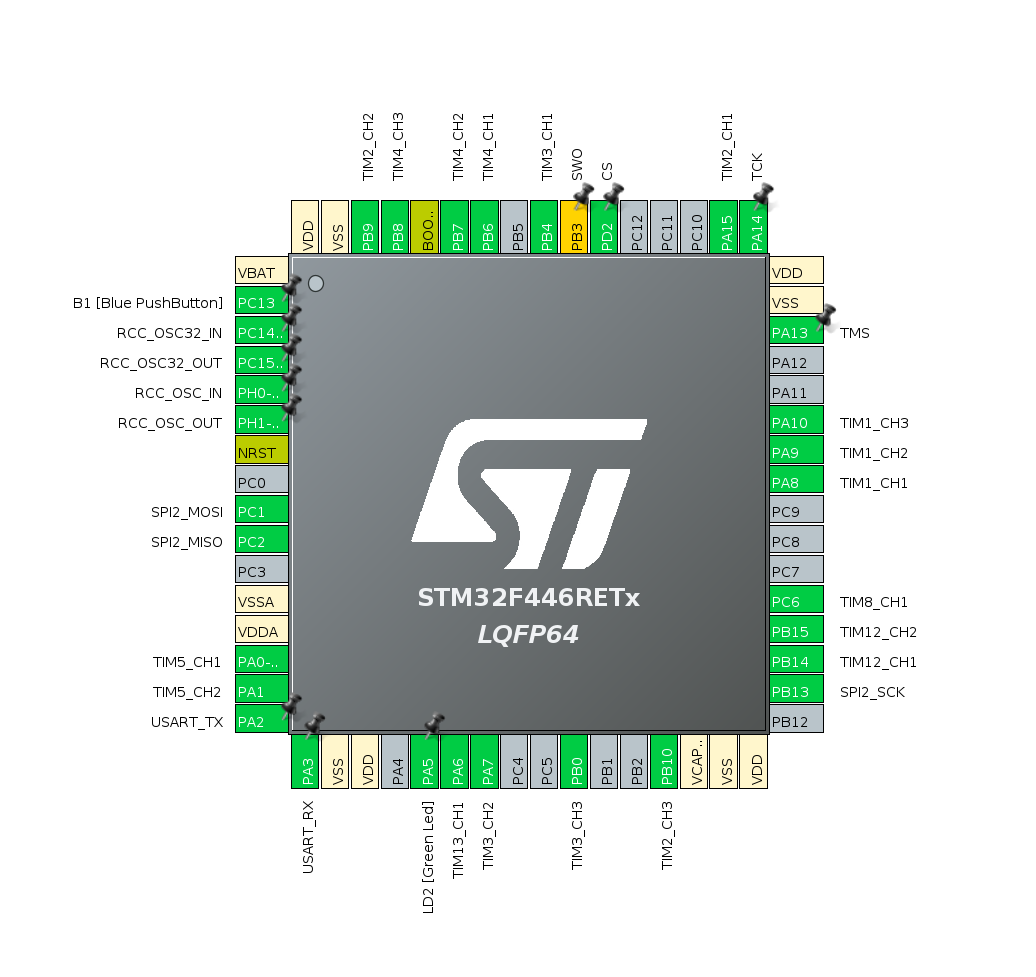 TIM2_CH2
TIM4_CH3
TIM4_CH2
TIM4_CH1
TIM3_CH1
SWO
CS
TIM2_CH1
TCK
VDD
VSS
PB9
PB8
BOO..
PB7
PB6
PB5
PB4
PB3
PD2
PC12
PC11
PC10
PA15
PA14
VBAT
B1 [Blue PushButton] PC13
RCC_OSC32_IN PC14..
RCC_OSC32_OUT PC15..
RCC_OSC_IN PH0-..
RCC_OSC_OUT PH1-..
NRST
PC0
SPI2_MOSI PC1
SPI2_MISO PC2
PC3
VSSA
VDDA
TIM5_CH1 PA0-..
TIM5_CH2 PA1
USART_TX PA2
ST
STM32F446RETx
LQFP64
VDD
VSS
PA13 TMS
PA12
PA11
PA10 TIM1_CH3
PA9 TIM1_CH2
PA8 TIM1_CH1
PC9
PC8
PC7
PC6 TIM8_CH1
PB15 TIM12_CH2
PB14 TIM12_CH1
PB13 SPI2_SCK
PB12
PA3
VSS
VDD
PA4
PA5
PA6
PA7
PC4
PC5
PB0
PB1
PB2
PB10
VCAP..
VSS
VDD
USART_RX
LD2 [Green Led]
TIM13_CH1
TIM3_CH2
TIM3_CH3
TIM2_CH3